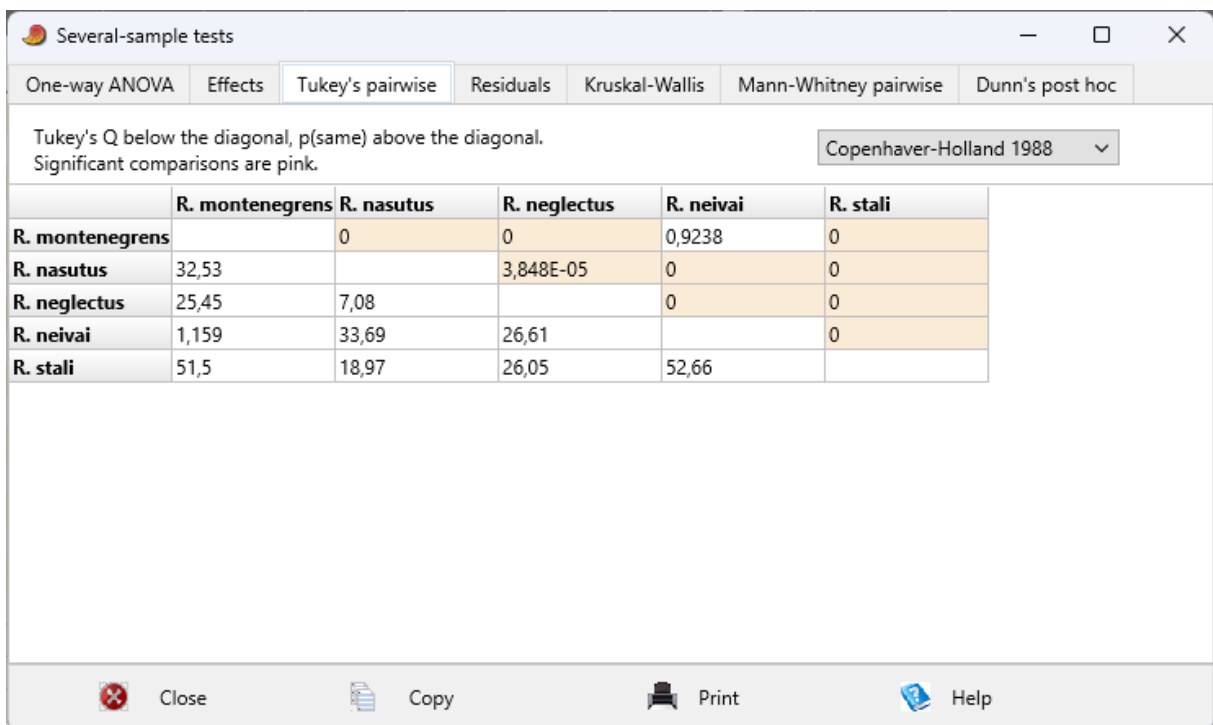 Several-sample tests
One-way ANOVA Effects Tukey's pairwise Residuals Kruskal-Wallis Mann-Whitney pairwise Dunn's post hoc
Tukey's Q below the diagonal, p(same) above the diagonal.
Significant comparisons are pink.
Copenhaver-Holland 1988
R. montenegrens R. nasutus R. neglectus R. neivai R. stali
R. montenegrens 0 0 0,9238 0
R. nasutus 32,53 3,848E-05 0 0
R. neglectus 25,45 7,08 0 0
R. neivai 1,159 33,69 26,61 0
R. stali 51,5 18,97 26,05 52,66
Close Copy Print Help